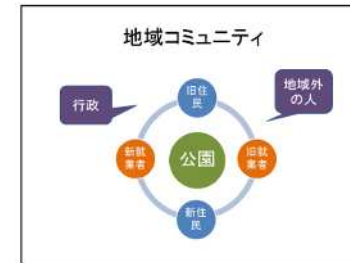 地域コミュニティ
行政
旧住
民
地域外
の人
新就
業者
公園
旧就
業者
新住
民